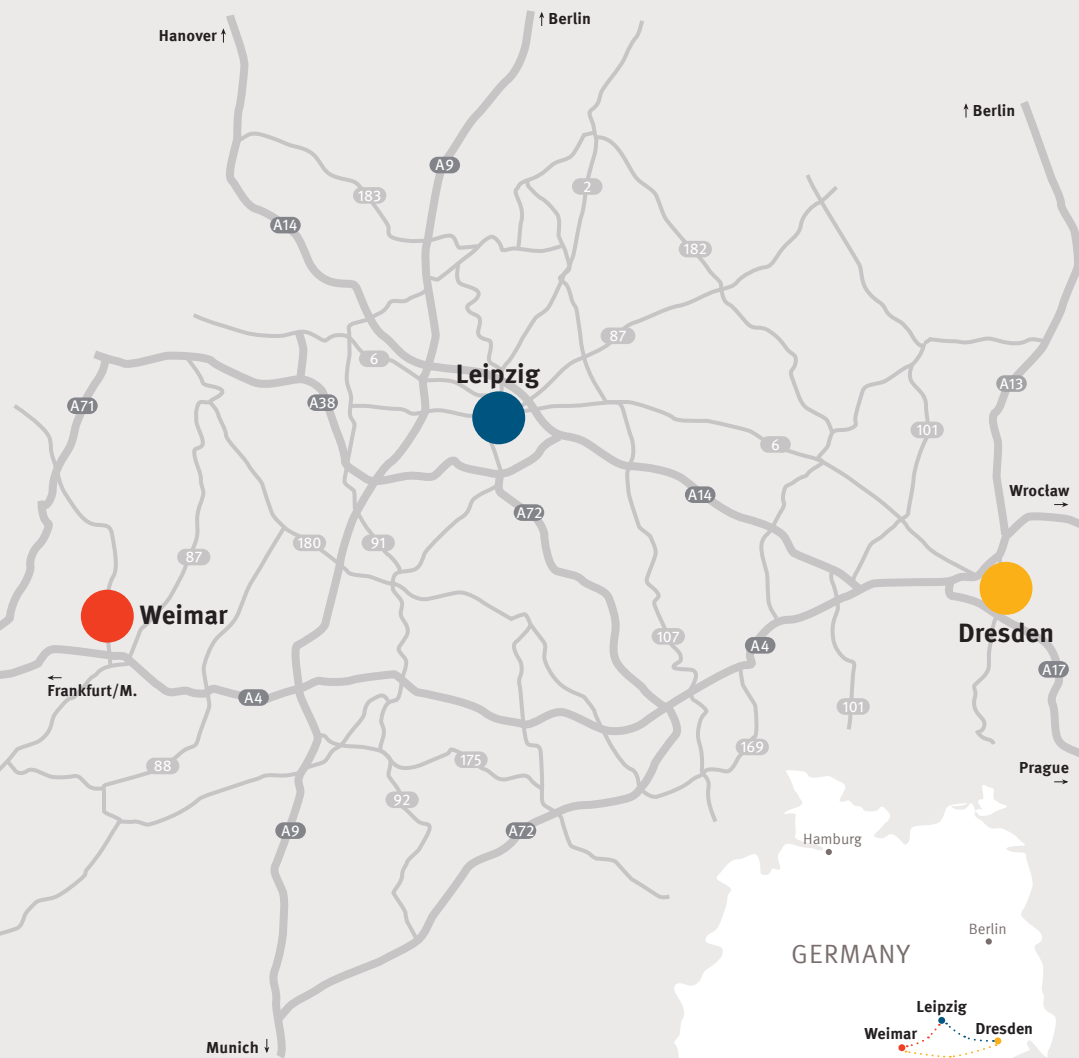 ↑ Berlin
Hanover ↑
↑ Berlin
A9
2
183
A14
182
87
6
Leipzig
A13
A71
A38
101
6
Wrocław
→
A14
A72
87
180
91
Weimar
Dresden
107
A4
A17
←
Frankfurt/M.
A4
101
88
175
169
Prague
→
92
A9
A72
Hamburg
Berlin
GERMANY
Leipzig
Weimar
Dresden
Munich ↓